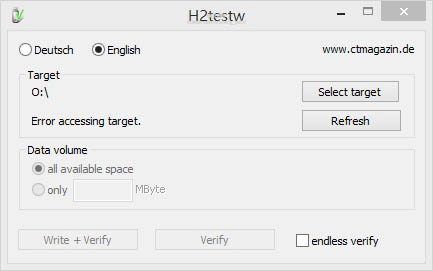 H2testw
Deutsch English www.ctmagazin.de
Target
O:\ Select target
Error accessing target. Refresh
Data volume
all available space
only MByte
Write + Verify Verify endless verify